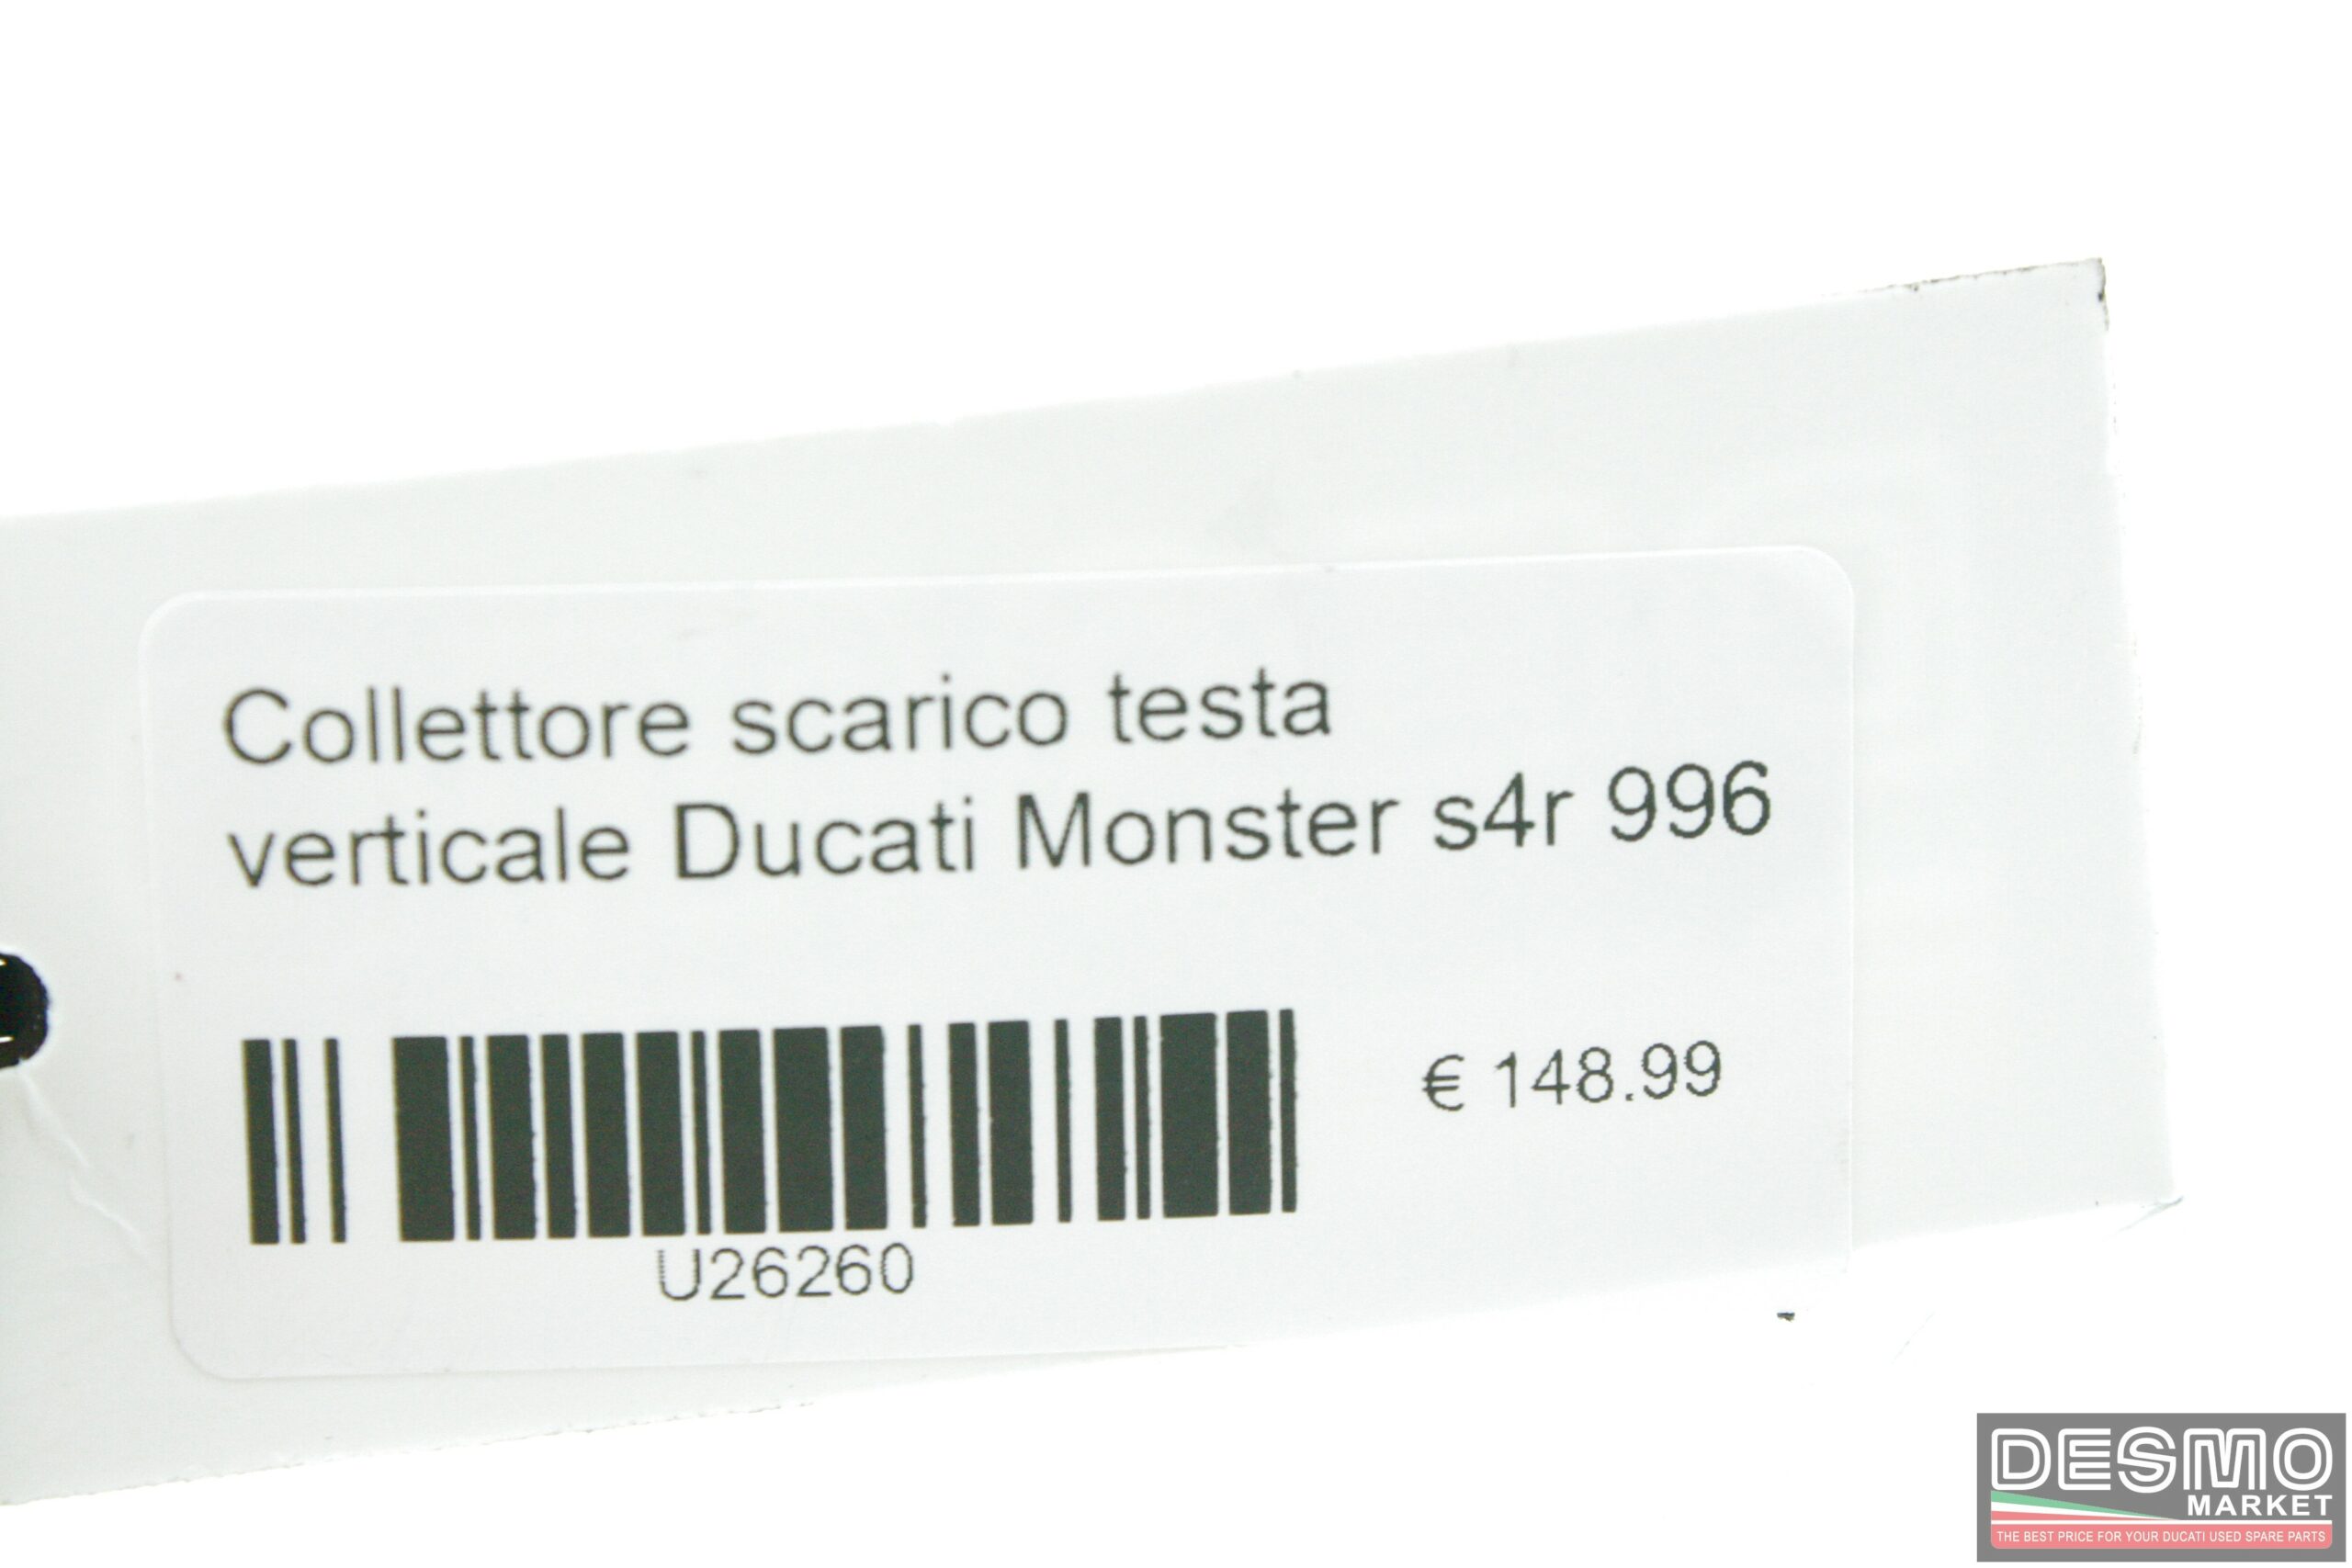 Collettore scarico testa
verticale Ducati Monster s4r 996
€ 148.99
U26260
DESMO
MARKET
THE BEST PRICE FOR YOUR DUCATI USED SPARE PARTS